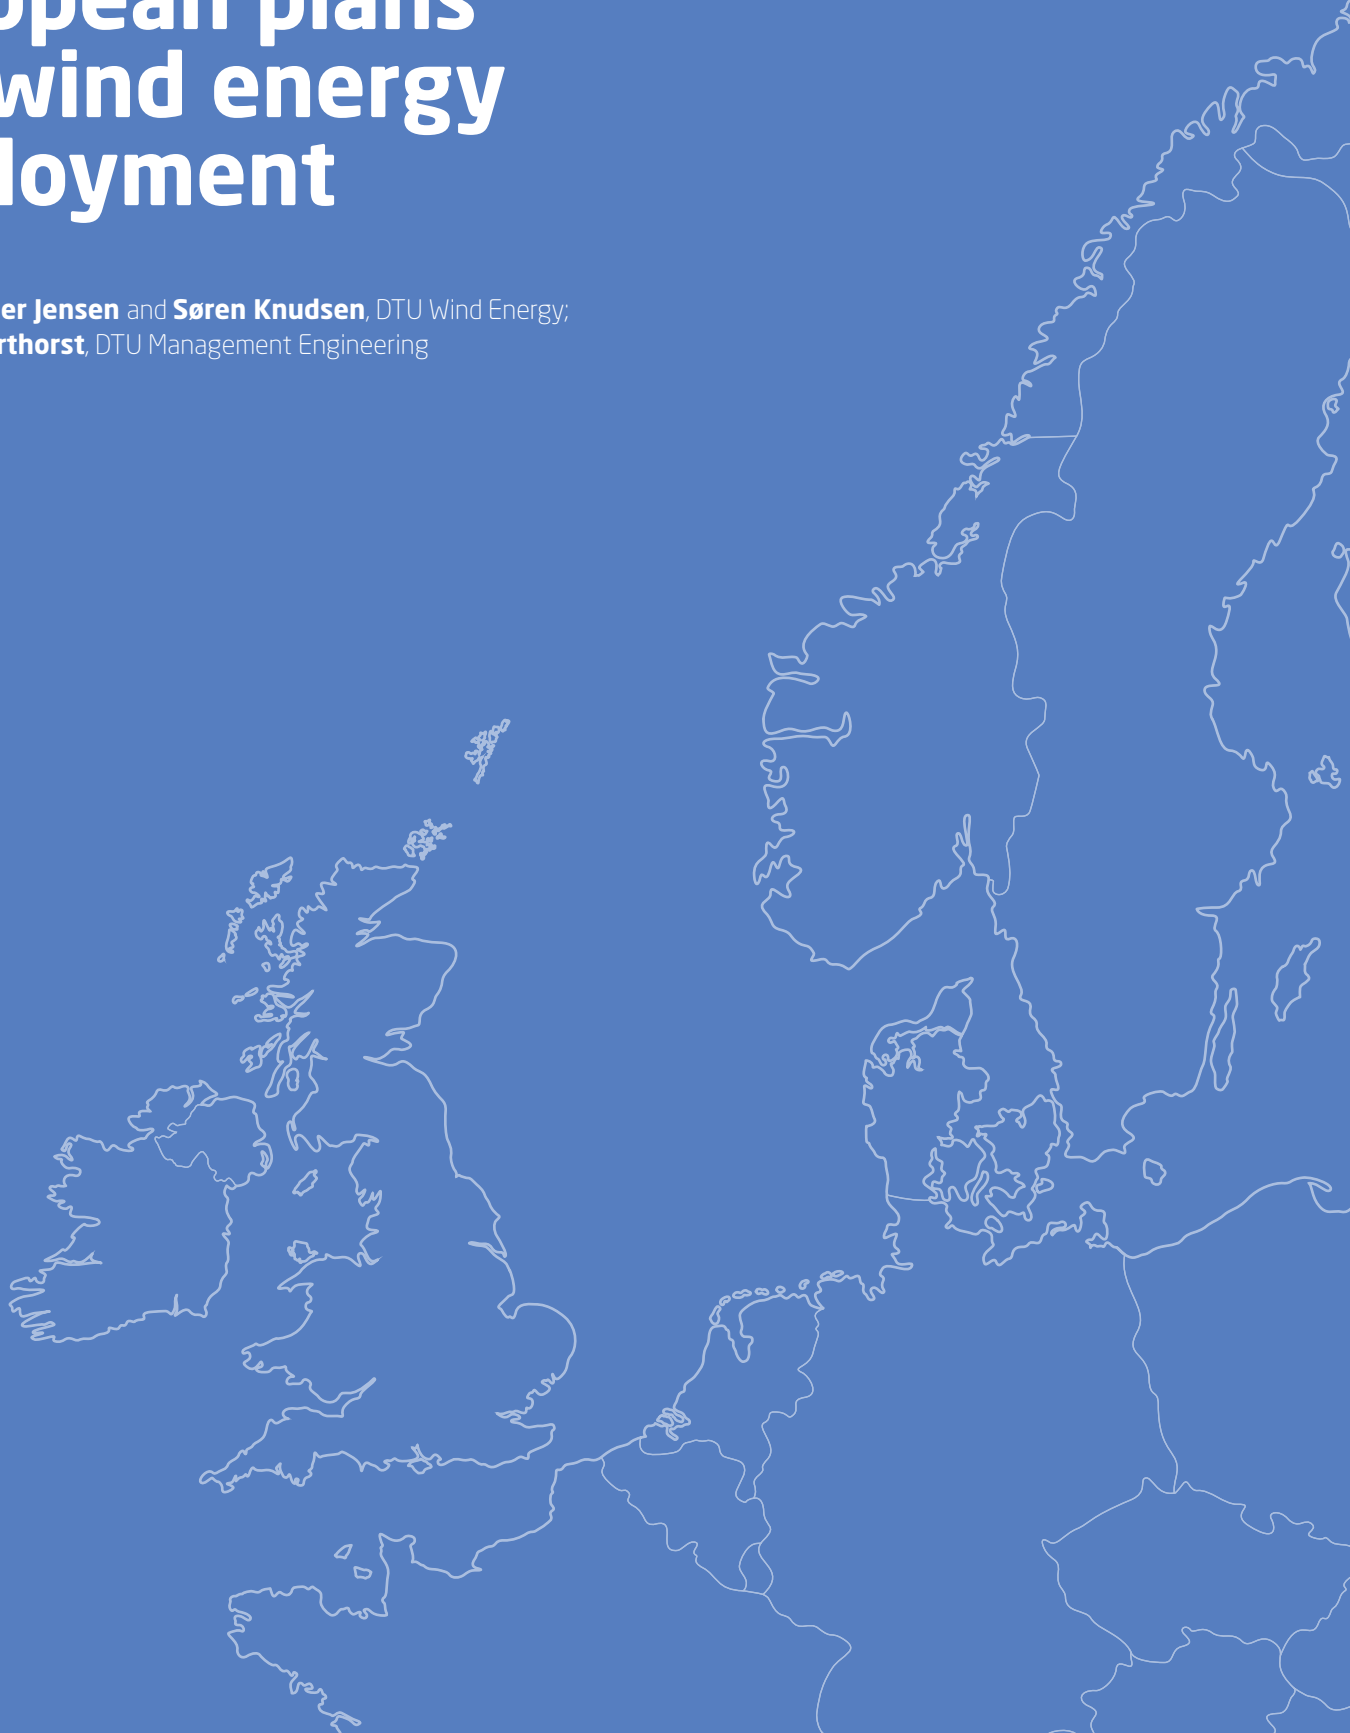 opean plans
wind energy
loyment
er Jensen and Søren Knudsen, DTU Wind Energy;
rthorst, DTU Management Engineering